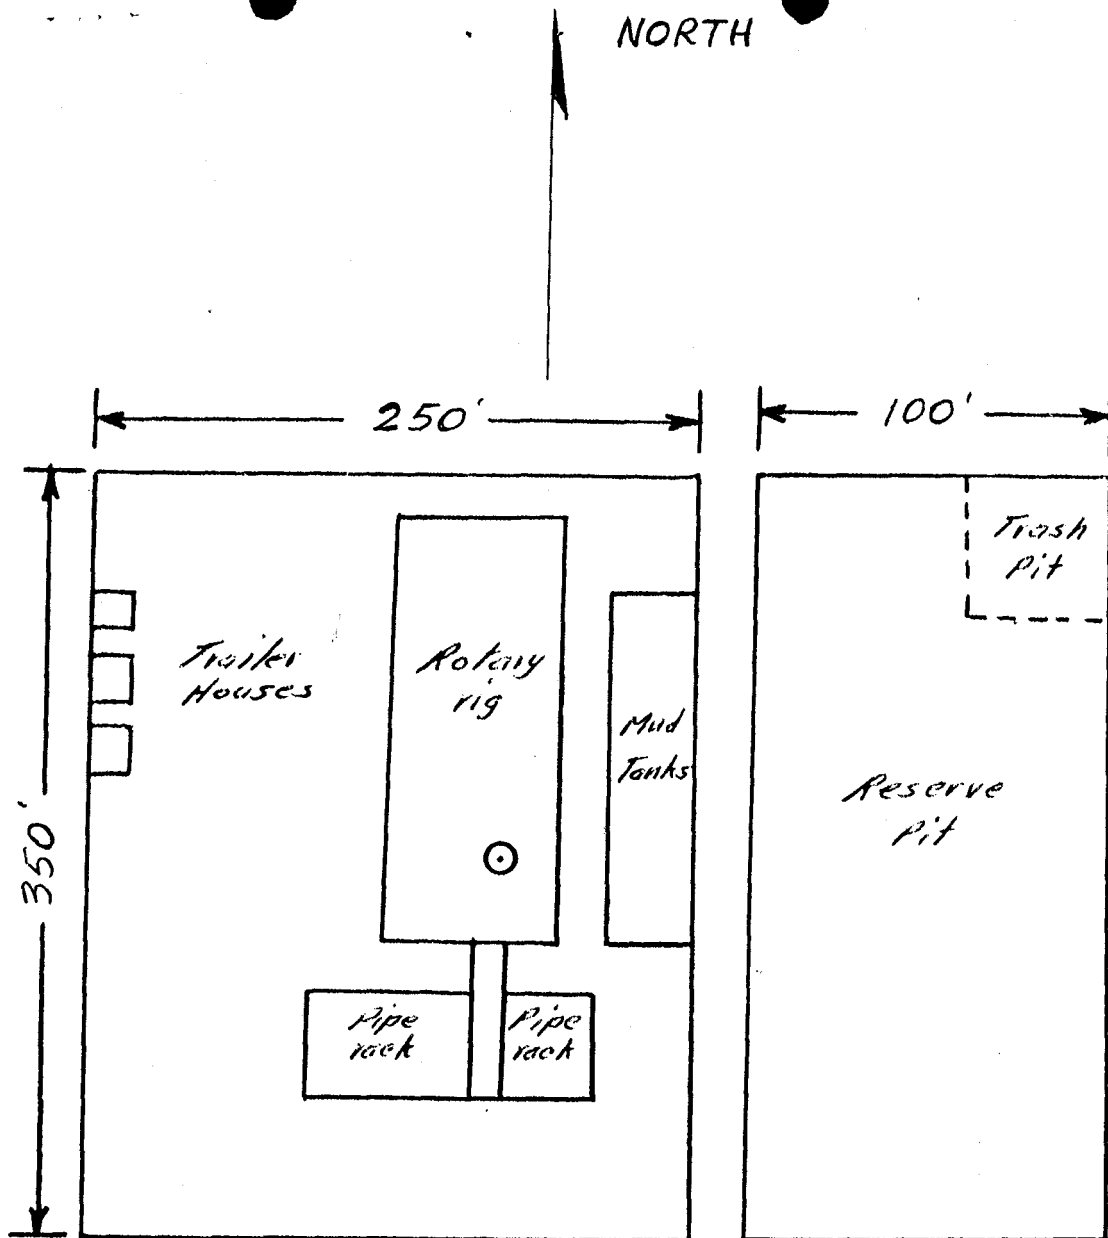 NORTH
250'
100'
350'
Trash
Pit
Trailer
Houses
Rotary
rig
Mud
Tanks
Reserve
Pit
Pipe
rack
Pipe
rack